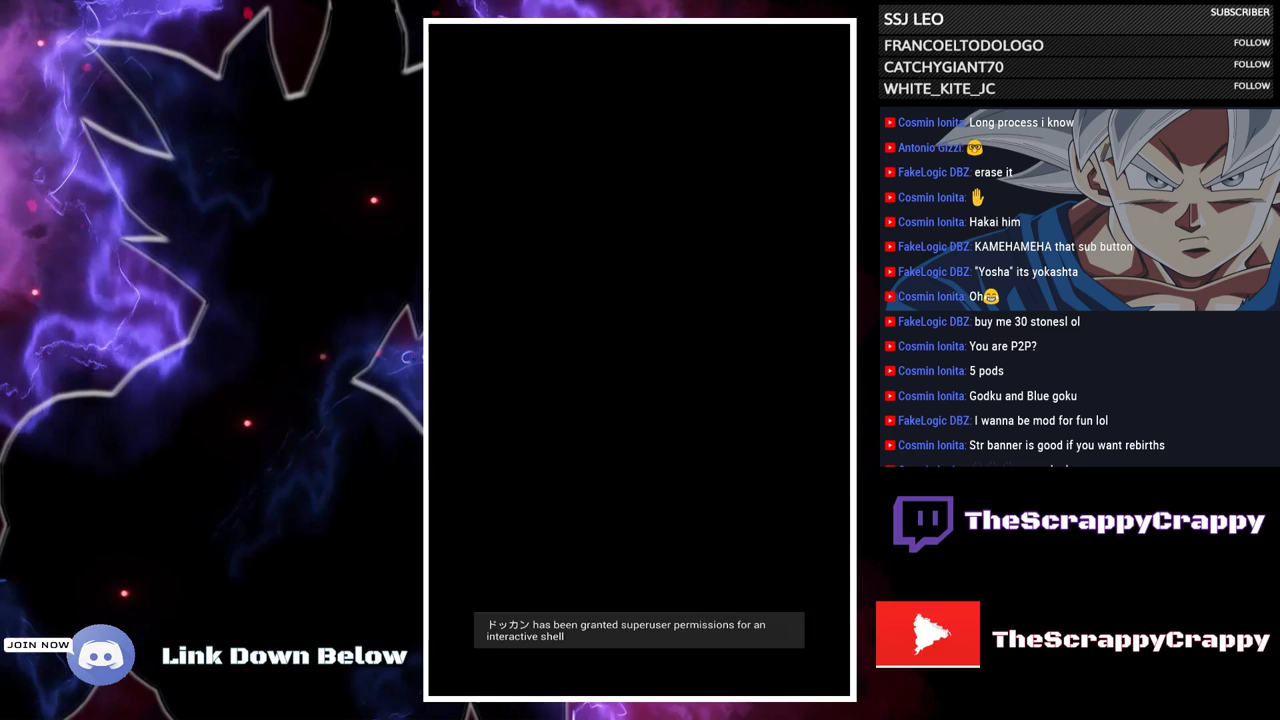 SSJ LEO SUBSCRIBER
FRANCOELTODOLOGO FOLLOW
CATCHYGIANT70 FOLLOW
WHITE_KITE_JC FOLLOW
Cosmin Ionita: Long process i know
Antonio Gizzi: 🤓
FakeLogic DBZ: erase it
Cosmin Ionita: ✋
Cosmin Ionita: Hakai him
FakeLogic DBZ: KAMEHAMEHA that sub button
FakeLogic DBZ: "Yosha" its yokashta
Cosmin Ionita: Oh😂
FakeLogic DBZ: buy me 30 stonesl ol
Cosmin Ionita: You are P2P?
Cosmin Ionita: 5 pods
Cosmin Ionita: Godku and Blue goku
FakeLogic DBZ: I wanna be mod for fun lol
Cosmin Ionita: Str banner is good if you want rebirths
TheScrappyCrappy
TheScrappyCrappy
ドッカン has been granted superuser permissions for an
interactive shell
JOIN NOW
Link Down Below